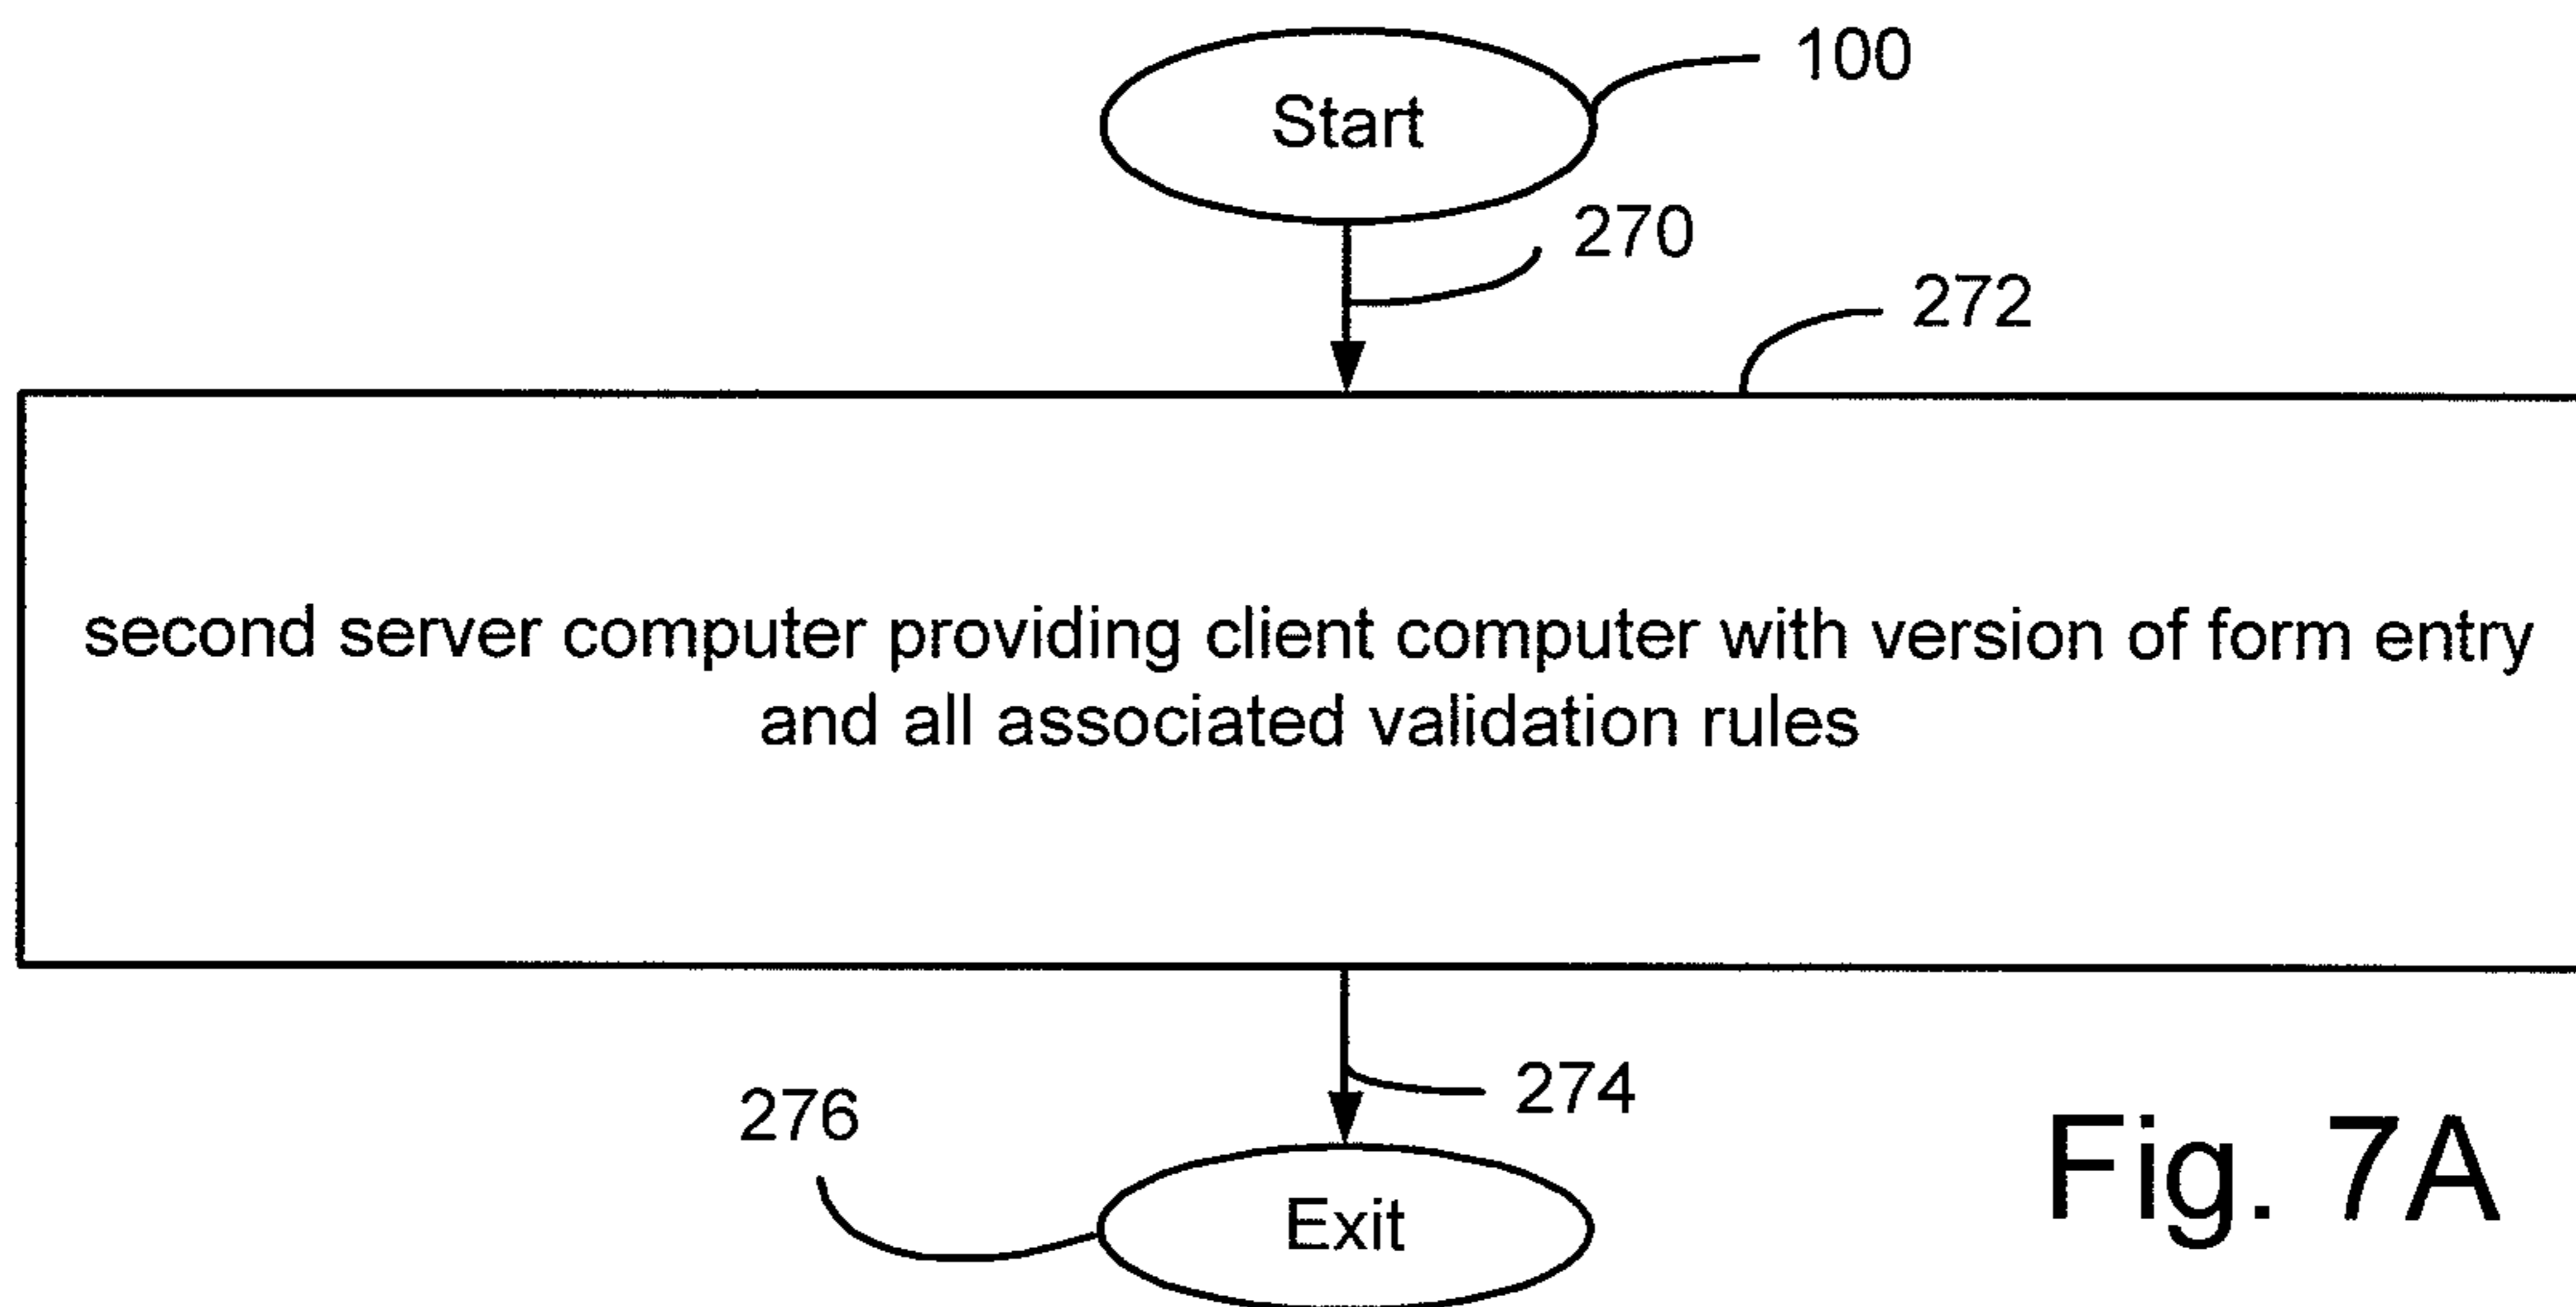 100
Start
270
272
second server computer providing client computer with version of form entry
and all associated validation rules
274
276
Exit
Fig. 7A